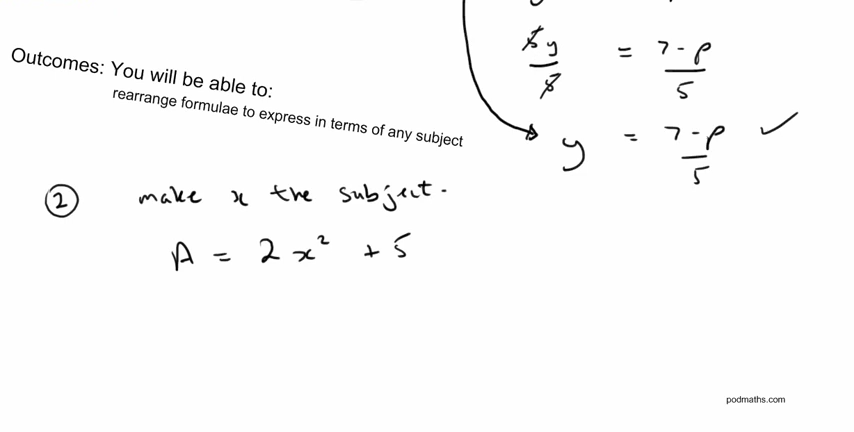 5y/5 = 7-p/5
y = 7-p/5 ✓
Outcomes: You will be able to:
rearrange formulae to express in terms of any subject
② make x the subject.
A = 2x² + 5
podmaths.com